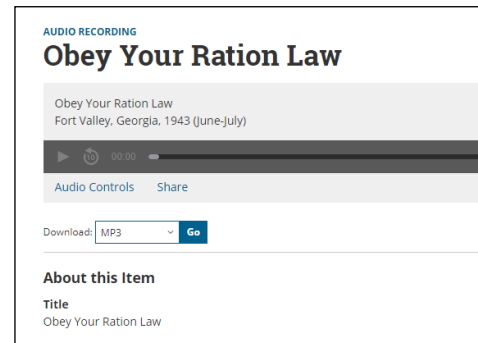 AUDIO RECORDING
Obey Your Ration Law
Obey Your Ration Law
Fort Valley, Georgia, 1943 (June-July)
10 00:00
Audio Controls Share
Download: MP3 Go
About this Item
Title
Obey Your Ration Law